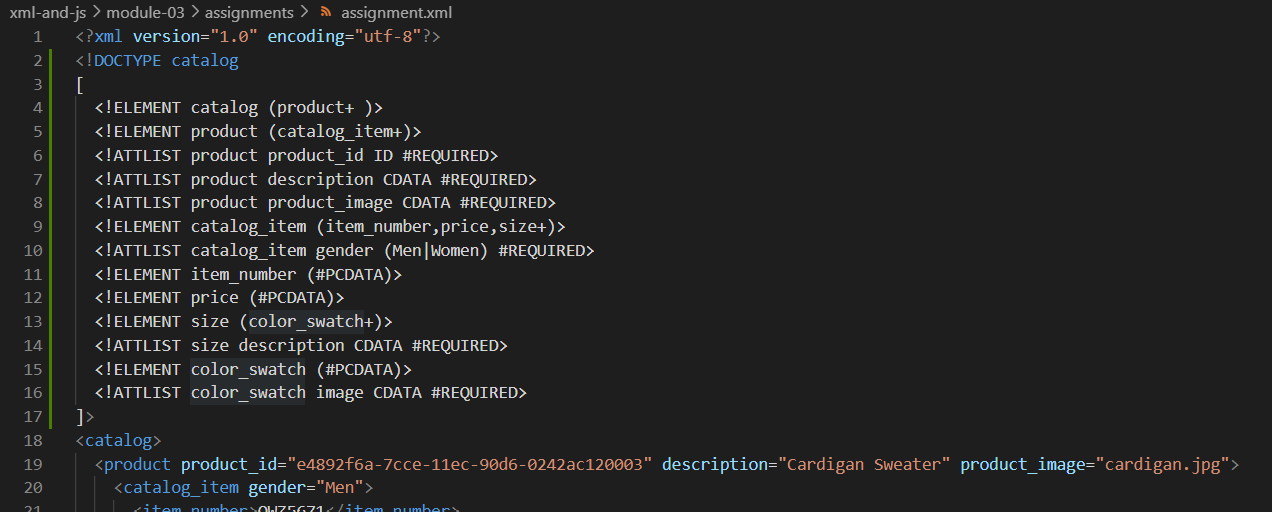 xml-and-js > module-03 > assignments > assignment.xml
1 <?xml version="1.0" encoding="utf-8"?>
2 <!DOCTYPE catalog
3 [
4 <!ELEMENT catalog (product+ )>
5 <!ELEMENT product (catalog_item+)>
6 <!ATTLIST product product_id ID #REQUIRED>
7 <!ATTLIST product description CDATA #REQUIRED>
8 <!ATTLIST product product_image CDATA #REQUIRED>
9 <!ELEMENT catalog_item (item_number,price,size+)>
10 <!ATTLIST catalog_item gender (Men|Women) #REQUIRED>
11 <!ELEMENT item_number (#PCDATA)>
12 <!ELEMENT price (#PCDATA)>
13 <!ELEMENT size (color_swatch+)>
14 <!ATTLIST size description CDATA #REQUIRED>
15 <!ELEMENT color_swatch (#PCDATA)>
16 <!ATTLIST color_swatch image CDATA #REQUIRED>
17 ]>
18 <catalog>
19 <product product_id="e4892f6a-7cce-11ec-90d6-0242ac120003" description="Cardigan Sweater" product_image="cardigan.jpg">
20 <catalog_item gender="Men">
21 <item_number>QWZ5671</item_number>